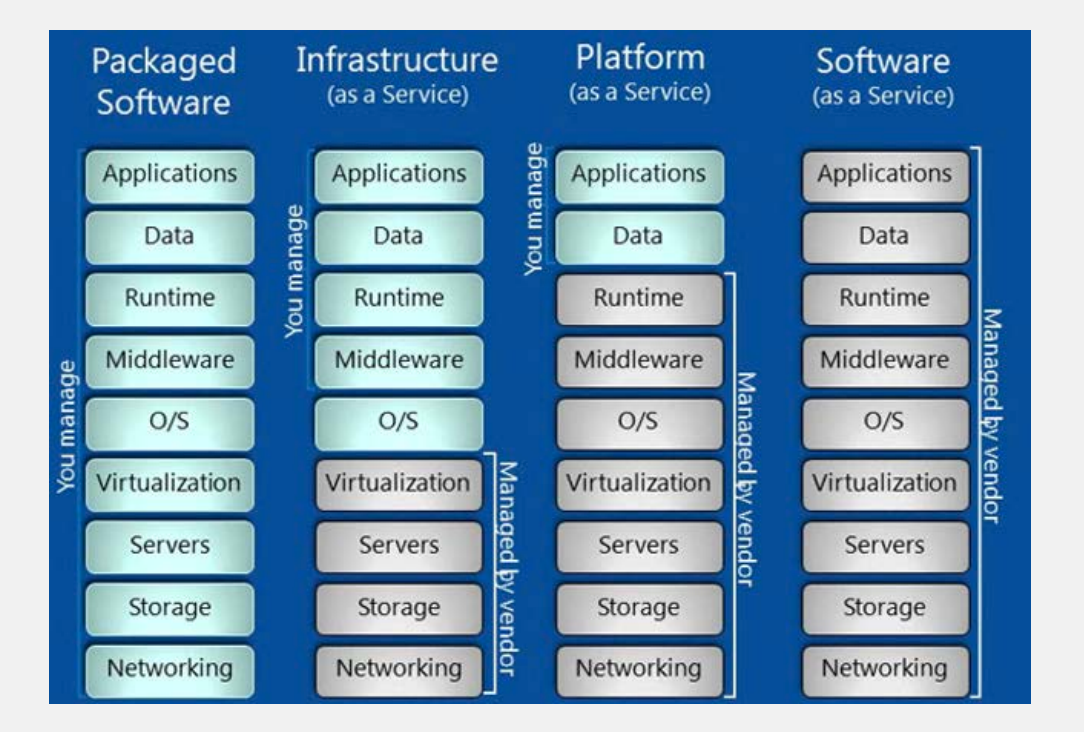 Packaged
Software
You manage
Applications
Data
Runtime
Middleware
O/S
Virtualization
Servers
Storage
Networking
Infrastructure
(as a Service)
You manage
Applications
Data
Runtime
Middleware
O/S
Virtualization
Servers
Storage
Networking
Managed by vendor
Platform
(as a Service)
You manage
Applications
Data
Runtime
Middleware
O/S
Virtualization
Servers
Storage
Networking
Managed by vendor
Software
(as a Service)
Applications
Data
Runtime
Middleware
O/S
Virtualization
Servers
Storage
Networking
Managed by vendor